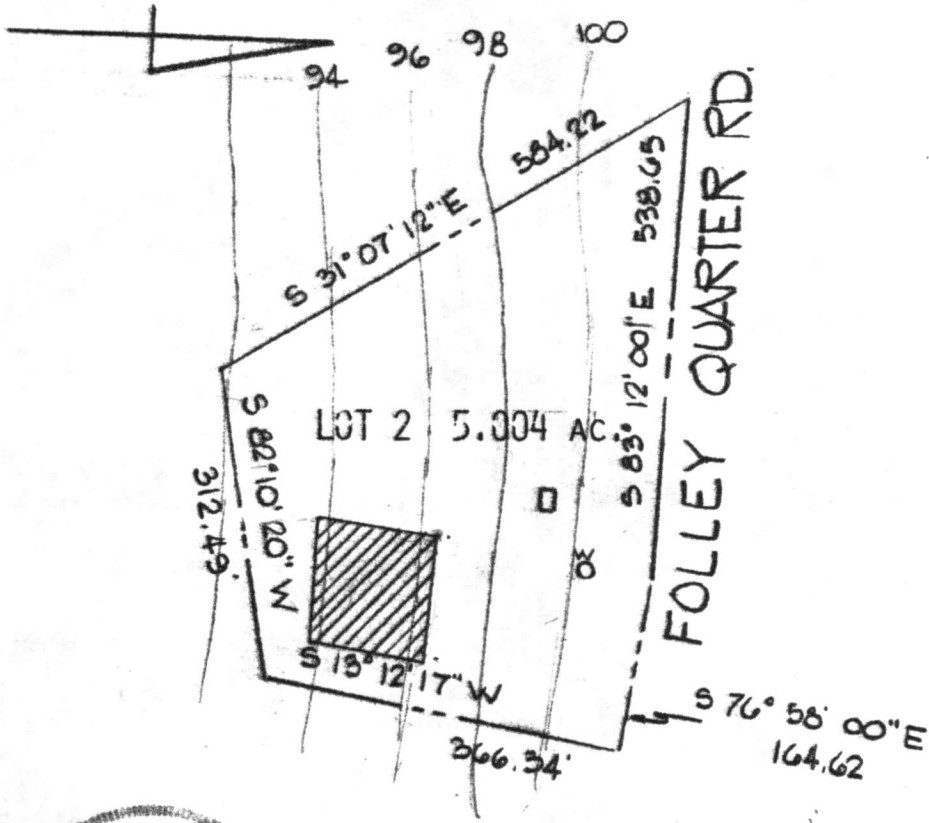 94 96 98 100
584.22
S 31° 07' 12" E
538.65
S 83° 12' 00" E
FOLLEY QUARTER RD.
LOT 2 5.004 AC.
S 82° 10' 20" W
312.49
W
S 13° 12' 17" W
366.34'
S 76° 58' 00" E
164.62